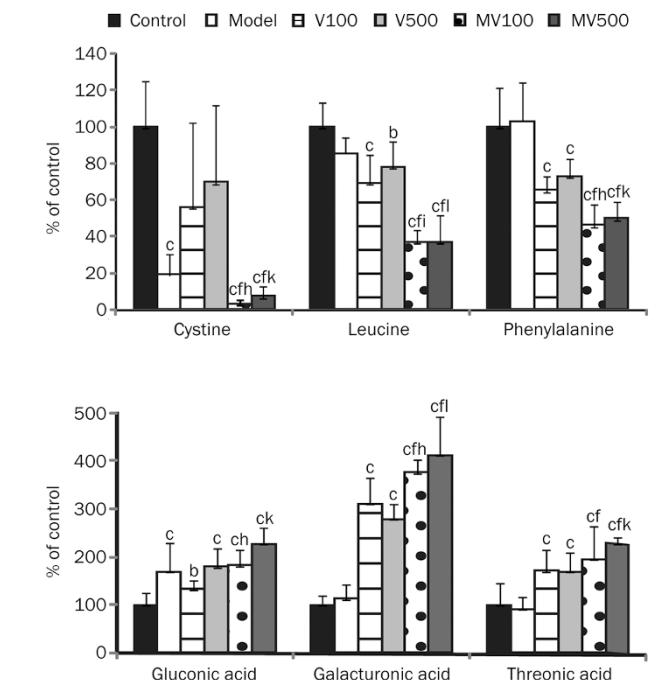 Control Model V100 V500 MV100 MV500
140
120
100
80
60
40
20
0
% of control
c
cfh
cfk
c
b
cfi
cfl
c
c
cfh
cfk
Cystine Leucine Phenylalanine
500
400
300
200
100
0
% of control
c
b
c
ch
ck
c
c
cfh
cfl
c
c
cf
cfk
Gluconic acid Galacturonic acid Threonic acid